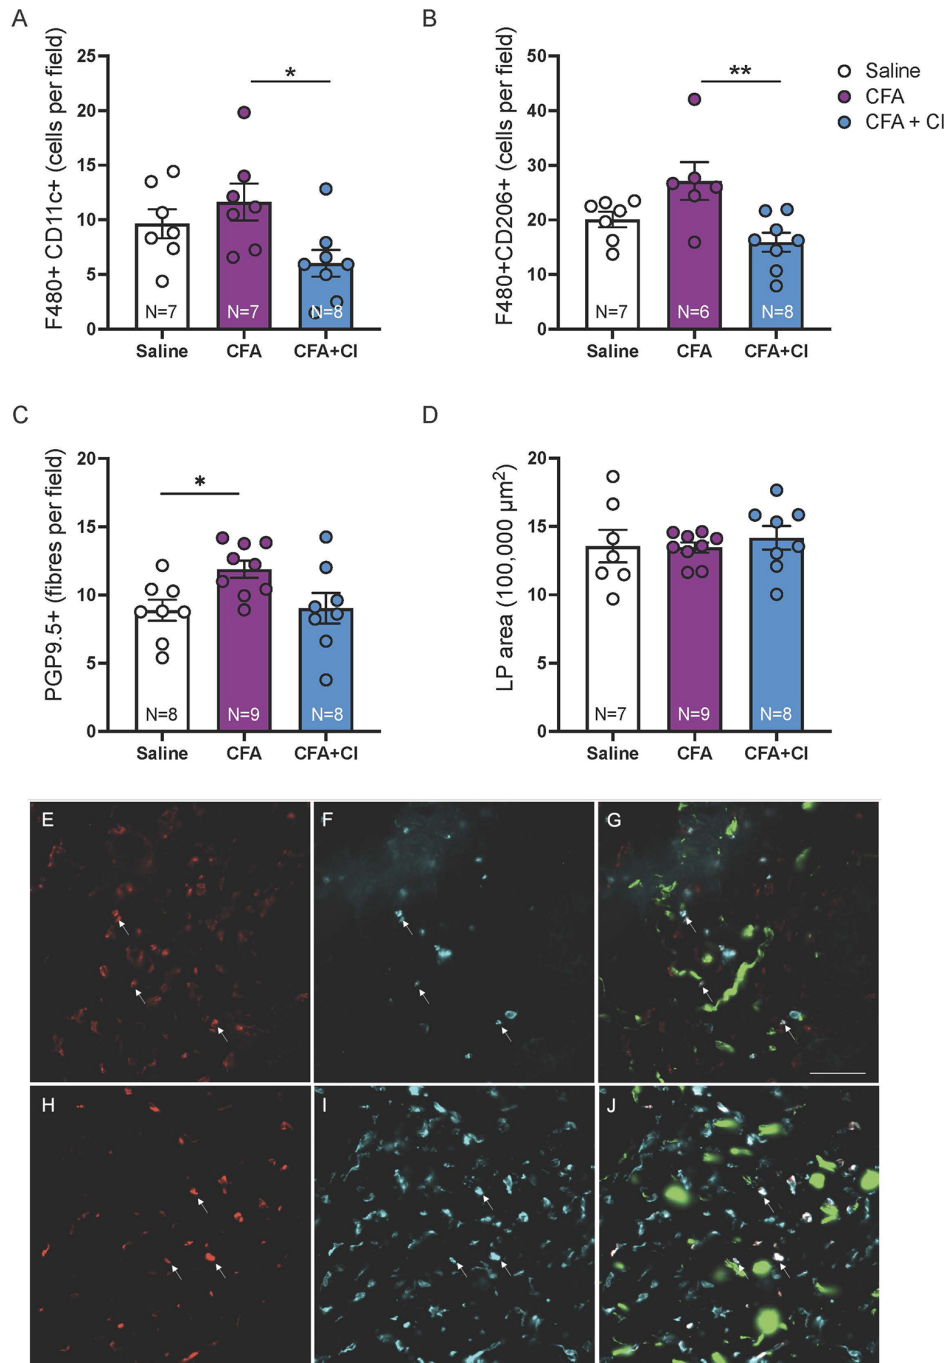 A
F480+ CD11c+ (cells per field)
25
20
15
10
5
0
*
N=7
N=7
N=8
Saline
CFA
CFA+CI
B
F480+CD206+ (cells per field)
50
40
30
20
10
0
**
N=7
N=6
N=8
Saline
CFA
CFA+CI
Saline
CFA
CFA + CI
C
PGP9.5+ (fibres per field)
20
15
10
5
0
*
N=8
N=9
N=8
Saline
CFA
CFA+CI
D
LP area (100,000 µm²)
20
15
10
5
0
N=7
N=9
N=8
Saline
CFA
CFA+CI
E
F
G
H
I
J